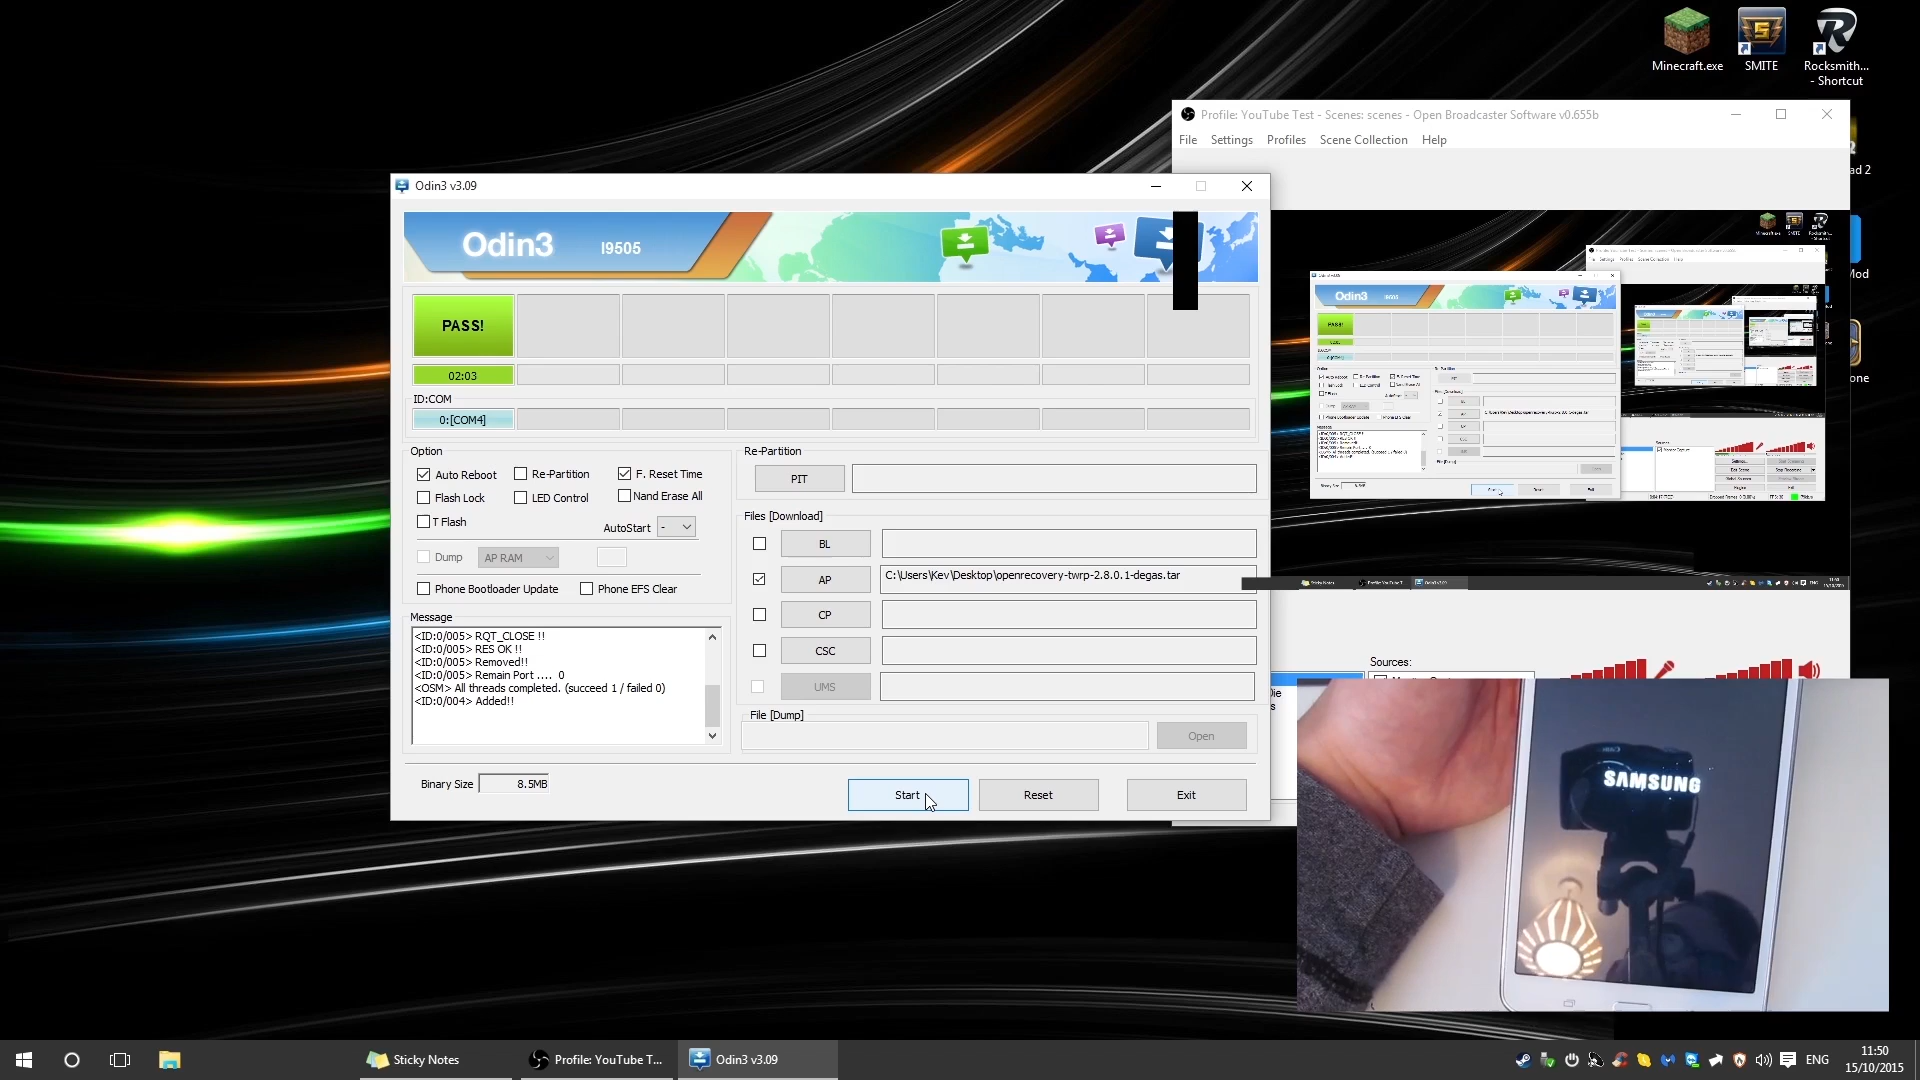 Minecraft.exe
SMITE
Rocksmith...
- Shortcut
Profile: YouTube Test - Scenes: scenes - Open Broadcaster Software v0.655b
File Settings Profiles Scene Collection Help
ad 2
Mod
one
Odin3 v3.09
Odin3 I9505
PASS!
02:03
ID:COM
0:[COM4]
Option
Auto Reboot Re-Partition F. Reset Time
Flash Lock LED Control Nand Erase All
T Flash AutoStart -
Dump AP RAM
Phone Bootloader Update Phone EFS Clear
Message
<ID:0/005> RQT_CLOSE !!
<ID:0/005> RES OK !!
<ID:0/005> Removed!!
<ID:0/005> Remain Port .... 0
<OSM> All threads completed. (succeed 1 / failed 0)
<ID:0/004> Added!!
Binary Size 8.5MB
Re-Partition
PIT
Files [Download]
BL
AP C:\Users\Kev\Desktop\openrecovery-twrp-2.8.0.1-degas.tar
CP
CSC
UMS
File [Dump]
Open
Start Reset Exit
Sources:
SAMSUNG
Sticky Notes
Profile: YouTube T...
Odin3 v3.09
ENG
11:50
15/10/2015